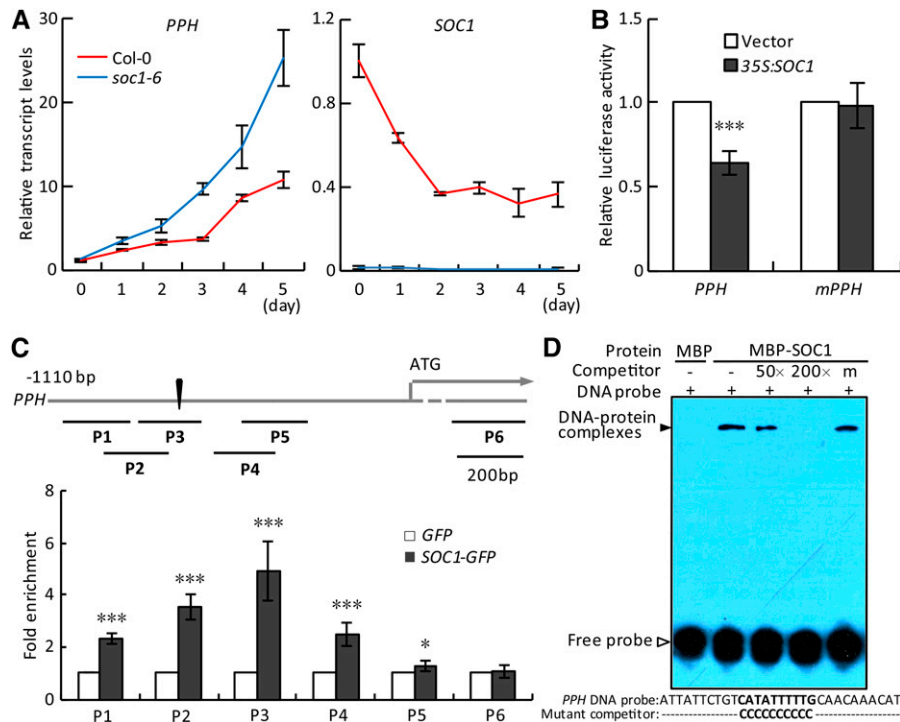 A
PPH
SOC1
Relative transcript levels
Col-0
soc1-6
30
20
10
0
0 1 2 3 4 5
(day)
1.2
0.8
0.4
0
0 1 2 3 4 5
(day)
B
Relative luciferase activity
1.5
1.0
0.5
0
Vector
35S:SOC1
***
PPH mPPH
C
-1110 bp
ATG
PPH
P1 P3 P5 P6
P2 P4 200bp
Fold enrichment
8
6
4
2
0
GFP
SOC1-GFP
*** *** *** *** *
P1 P2 P3 P4 P5 P6
D
Protein MBP MBP-SOC1
Competitor - - 50× 200× m
DNA probe + + + + +
DNA-protein
complexes
Free probe
PPH DNA probe:ATTATTCTGTCATATTTTTGCAACAAACAT
Mutant competitor:----------CCCCCCCCCC----------